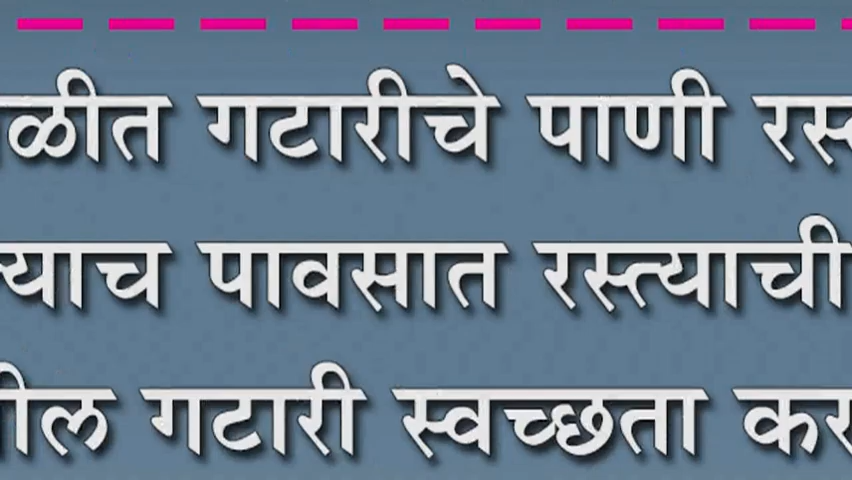 ळीत गटारीचे पाणी रस्
याच पावसात रस्त्याची
ील गटारी स्वच्छता कर